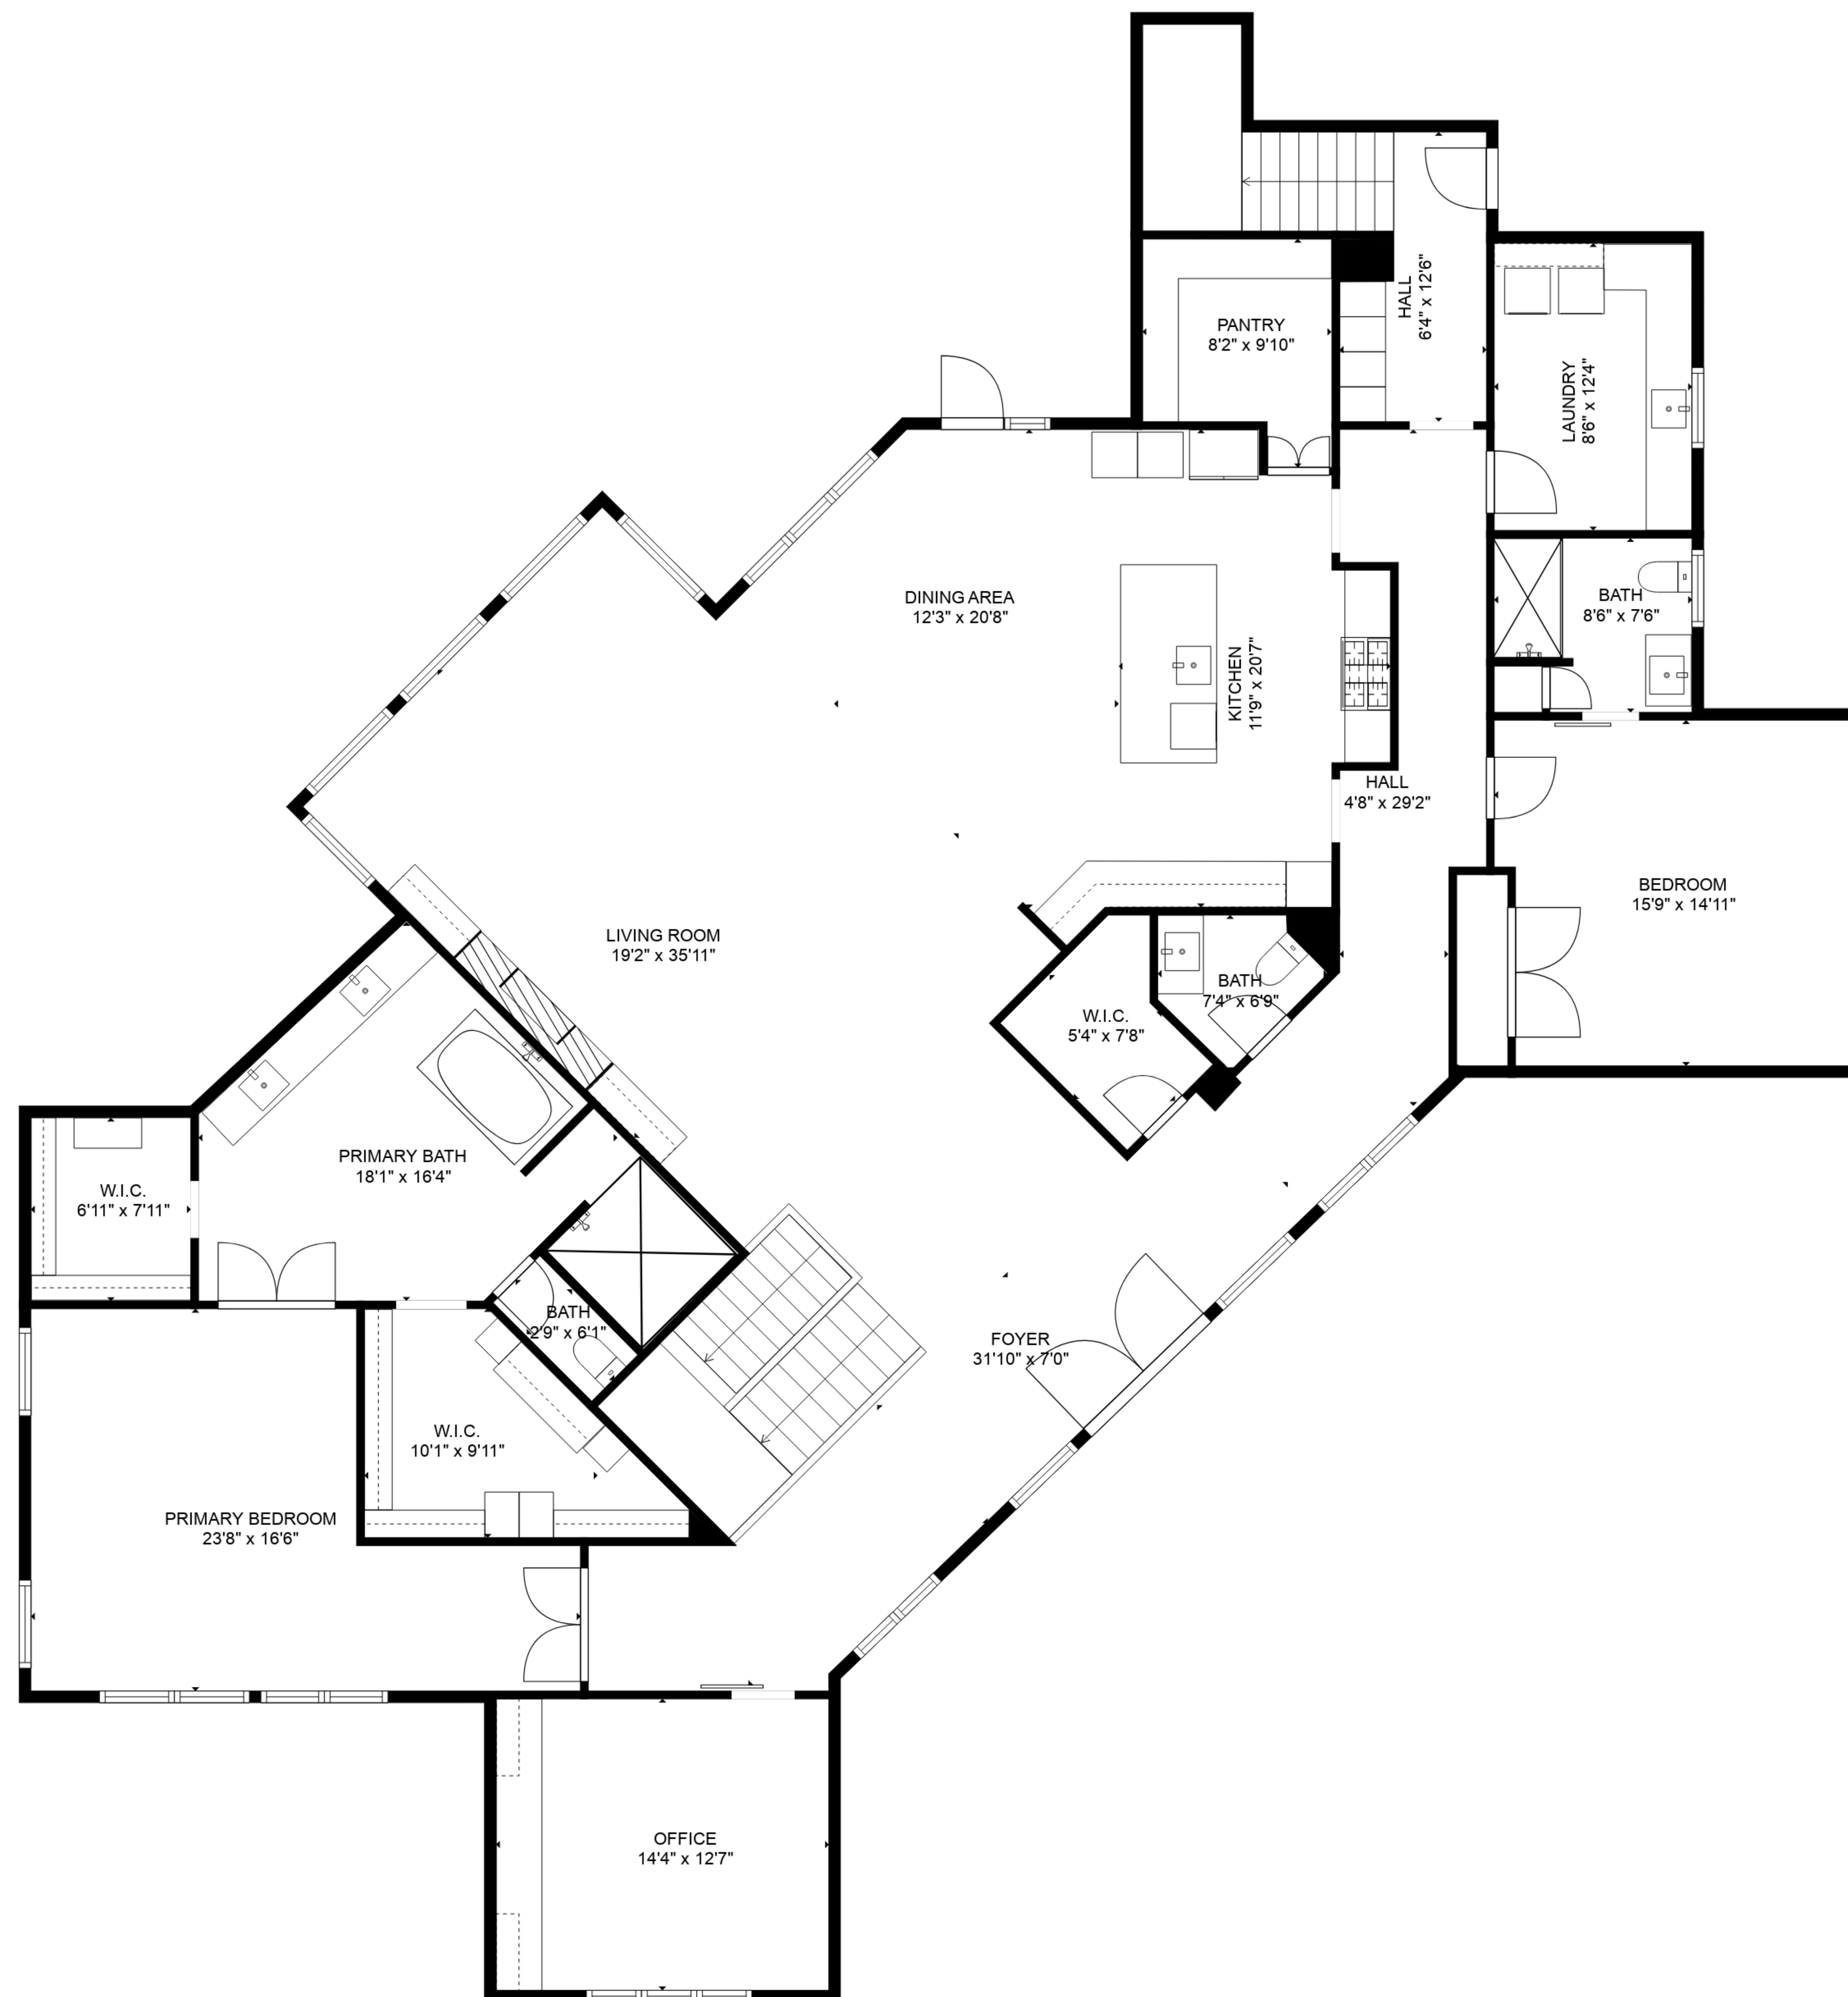 HALL
6'4" x 12'6"
PANTRY
8'2" x 9'10"
LAUNDRY
8'6" x 12'4"
DINING AREA
12'3" x 20'8"
KITCHEN
11'9" x 20'7"
BATH
8'6" x 7'6"
HALL
4'8" x 29'2"
BEDROOM
15'9" x 14'11"
LIVING ROOM
19'2" x 35'11"
BATH
7'4" x 6'9"
W.I.C.
5'4" x 7'8"
PRIMARY BATH
18'1" x 16'4"
W.I.C.
6'11" x 7'11"
BATH
2'9" x 6'1"
FOYER
31'10" x 7'0"
W.I.C.
10'1" x 9'11"
PRIMARY BEDROOM
23'8" x 16'6"
OFFICE
14'4" x 12'7"